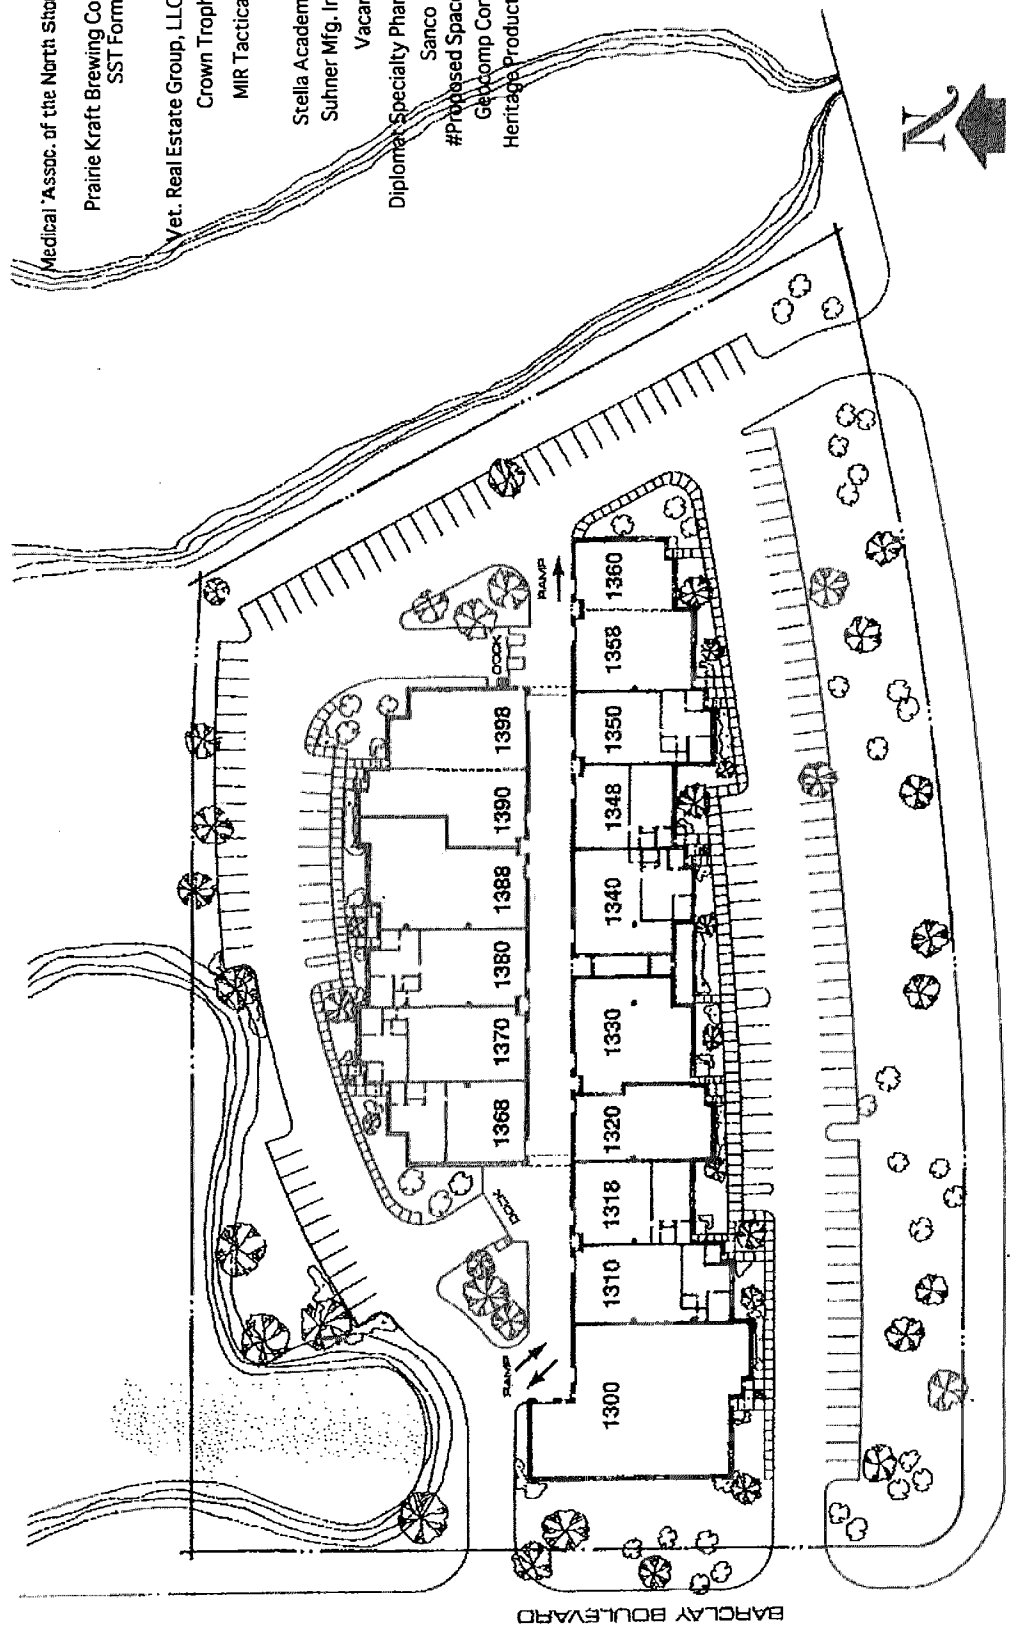 Medical Assoc. of the North Sho
Prairie Kraft Brewing Co
SST Form
Vet. Real Estate Group, LLC
Crown Troph
MIR Tactica
Stella Academ
Suhner Mfg. In
Vacan
Diplomat Specialty Phar
Sanco
#Proposed Space
Geocomp Cor
Heritage Product
N
1398
1390
1388
1380
1370
1368
DOCK
DOCK
RAMP
RAMP
1360
1358
1350
1348
1340
1330
1320
1318
1310
1300
BARCLAY BOULEVARD